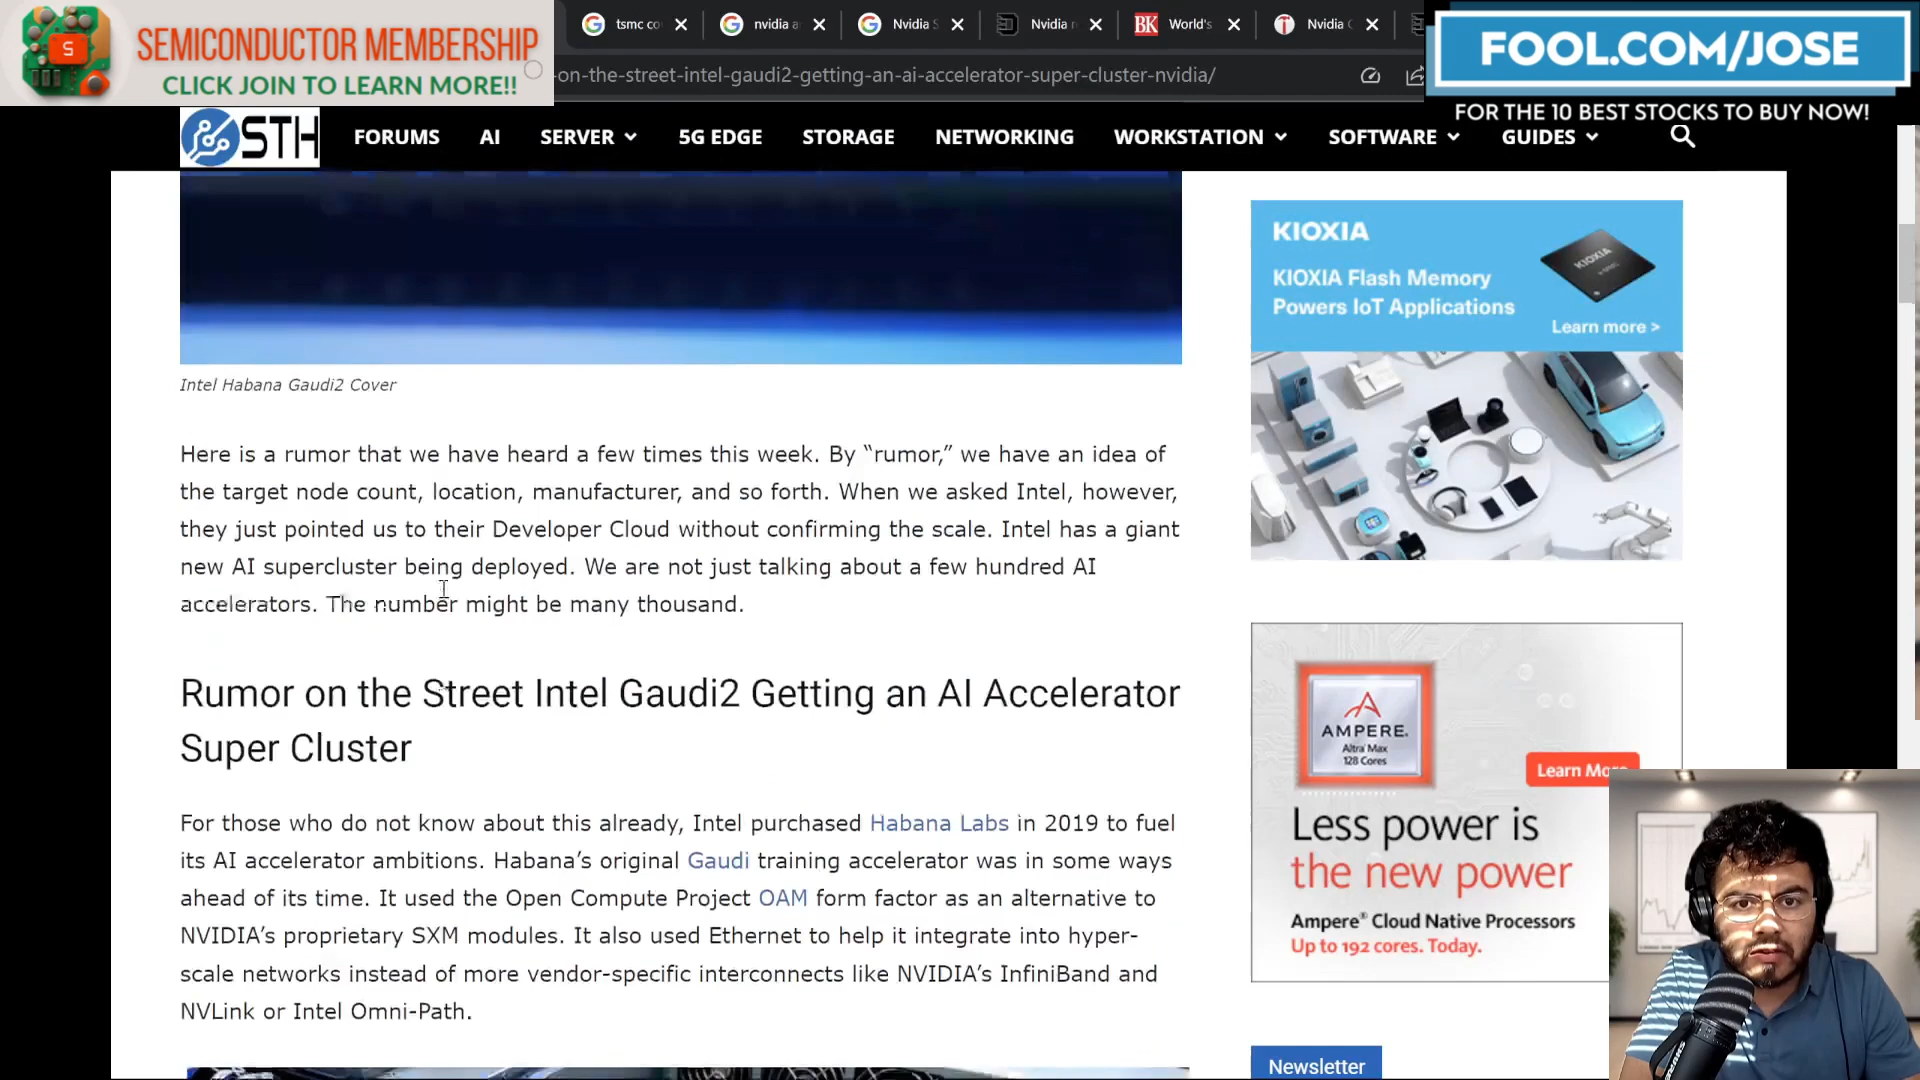 S
SEMICONDUCTOR MEMBERSHIP
CLICK JOIN TO LEARN MORE!!
tsmc co
nvidia a
Nvidia S
Nvidia r
BK World's
T Nvidia C
FOOL.COM/JOSE
FOR THE 10 BEST STOCKS TO BUY NOW!
-on-the-street-intel-gaudi2-getting-an-ai-accelerator-super-cluster-nvidia/
STH
FORUMS AI SERVER 5G EDGE STORAGE NETWORKING WORKSTATION SOFTWARE GUIDES
Intel Habana Gaudi2 Cover
Here is a rumor that we have heard a few times this week. By “rumor,” we have an idea of
the target node count, location, manufacturer, and so forth. When we asked Intel, however,
they just pointed us to their Developer Cloud without confirming the scale. Intel has a giant
new AI supercluster being deployed. We are not just talking about a few hundred AI
accelerators. The number might be many thousand.
Rumor on the Street Intel Gaudi2 Getting an AI Accelerator
Super Cluster
For those who do not know about this already, Intel purchased Habana Labs in 2019 to fuel
its AI accelerator ambitions. Habana’s original Gaudi training accelerator was in some ways
ahead of its time. It used the Open Compute Project OAM form factor as an alternative to
NVIDIA’s proprietary SXM modules. It also used Ethernet to help it integrate into hyper-
scale networks instead of more vendor-specific interconnects like NVIDIA’s InfiniBand and
NVLink or Intel Omni-Path.
KIOXIA
KIOXIA Flash Memory
Powers IoT Applications
KIOXIA
Learn more >
AMPERE.
Altra Max
128 Cores
Learn More
Less power is
the new power
Ampere® Cloud Native Processors
Up to 192 cores. Today.
Newsletter
SHURE